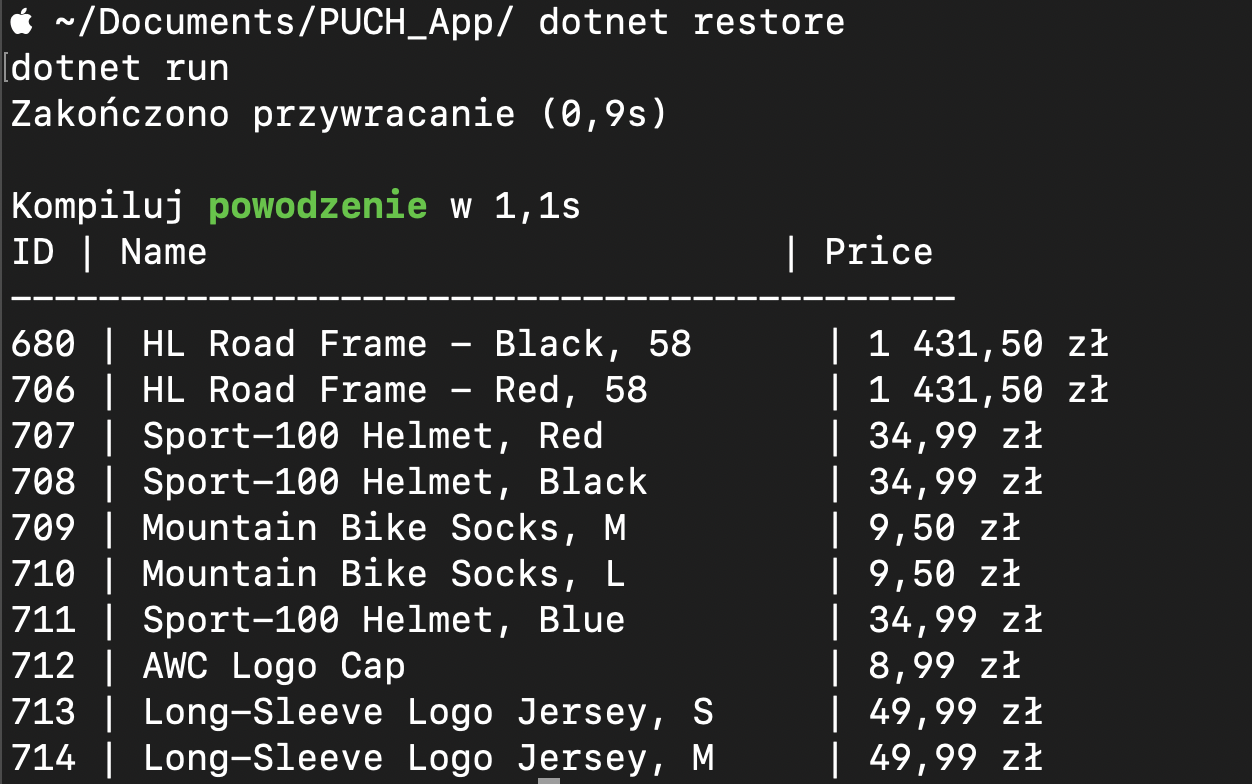 ~/Documents/PUCH_App/ dotnet restore
[dotnet run
Zakończono przywracanie (0,9s)
Kompiluj powodzenie w 1,1s
ID | Name                          | Price
-------------------------------------------
680 | HL Road Frame - Black, 58      | 1 431,50 zł
706 | HL Road Frame - Red, 58        | 1 431,50 zł
707 | Sport-100 Helmet, Red          | 34,99 zł
708 | Sport-100 Helmet, Black        | 34,99 zł
709 | Mountain Bike Socks, M         | 9,50 zł
710 | Mountain Bike Socks, L         | 9,50 zł
711 | Sport-100 Helmet, Blue         | 34,99 zł
712 | AWC Logo Cap                   | 8,99 zł
713 | Long-Sleeve Logo Jersey, S     | 49,99 zł
714 | Long-Sleeve Logo Jersey, M     | 49,99 zł